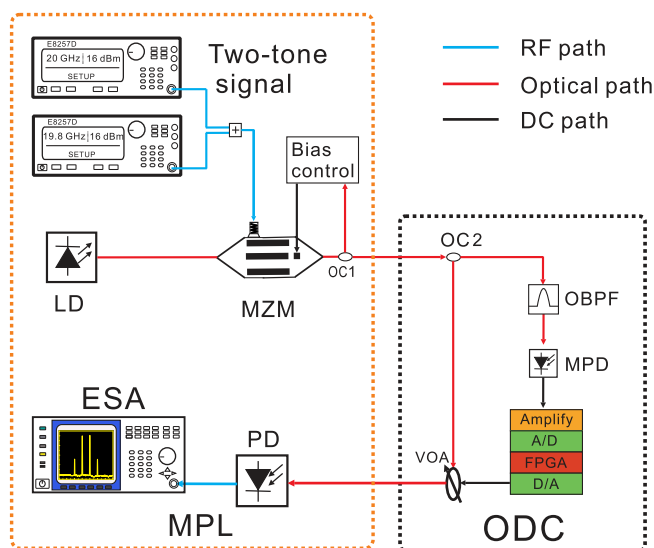 E8257D
20 GHz 16 dBm
SETUP
E8257D
19.8 GHz 16 dBm
SETUP
Two-tone
signal
RF path
Optical path
DC path
+
Bias
control
LD
MZM
OC1
OC2
OBPF
MPD
Amplify
A/D
FPGA
D/A
VOA
ESA
PD
MPL
ODC